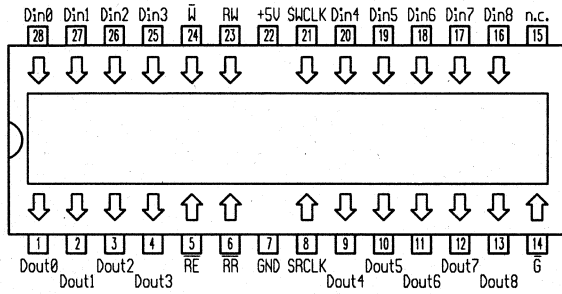 Din0 Din1 Din2 Din3 W̅ RW +5V SWCLK Din4 Din5 Din6 Din7 Din8 n.c.
28 27 26 25 24 23 22 21 20 19 18 17 16 15
1 2 3 4 5 6 7 8 9 10 11 12 13 14
Dout0 Dout2 R̅E̅ R̅R̅ GND SRCLK Dout5 Dout7 G̅
Dout1 Dout3 Dout4 Dout6 Dout8